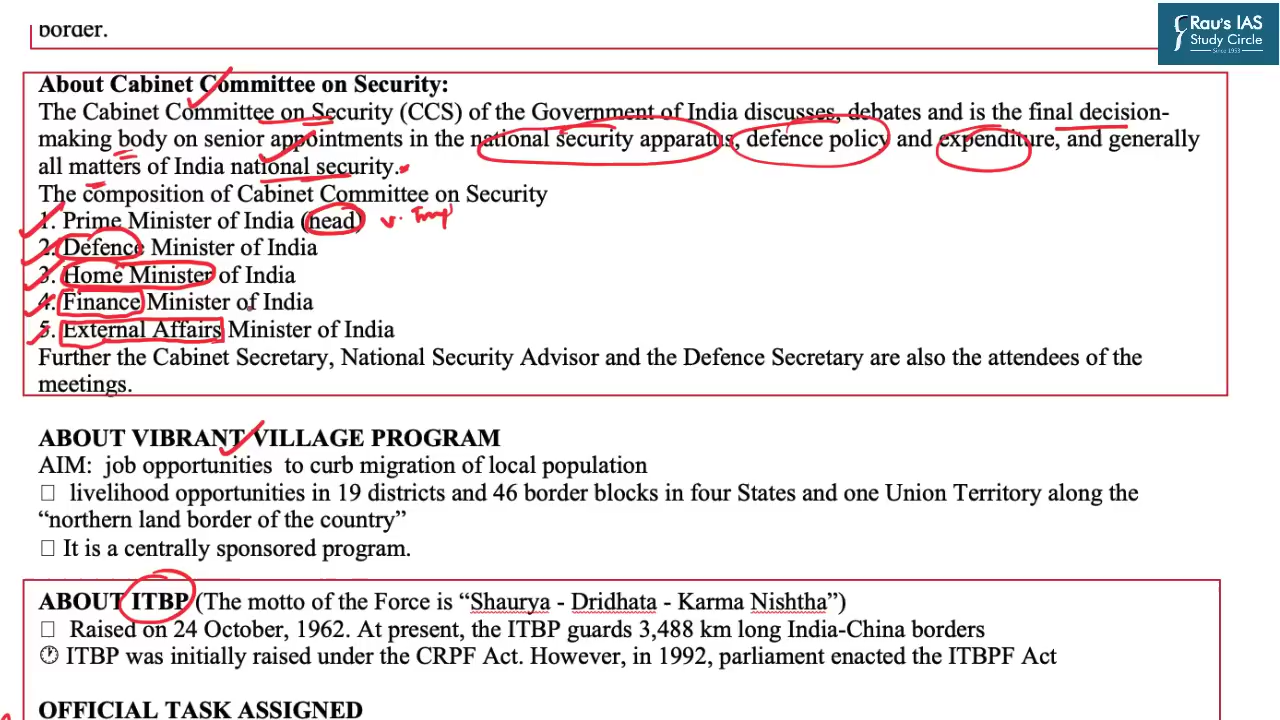 border.
Rau's IAS
Study Circle
Since 1953
About Cabinet Committee on Security:
The Cabinet Committee on Security (CCS) of the Government of India discusses, debates and is the final decision-
making body on senior appointments in the national security apparatus, defence policy and expenditure, and generally
all matters of India national security.
The composition of Cabinet Committee on Security
1. Prime Minister of India (head) v. Imp
2. Defence Minister of India
3. Home Minister of India
4. Finance Minister of India
5. External Affairs Minister of India
Further the Cabinet Secretary, National Security Advisor and the Defence Secretary are also the attendees of the
meetings.
ABOUT VIBRANT VILLAGE PROGRAM
AIM: job opportunities to curb migration of local population
livelihood opportunities in 19 districts and 46 border blocks in four States and one Union Territory along the
“northern land border of the country”
It is a centrally sponsored program.
ABOUT ITBP (The motto of the Force is “Shaurya - Dridhata - Karma Nishtha”)
Raised on 24 October, 1962. At present, the ITBP guards 3,488 km long India-China borders
ITBP was initially raised under the CRPF Act. However, in 1992, parliament enacted the ITBPF Act
OFFICIAL TASK ASSIGNED